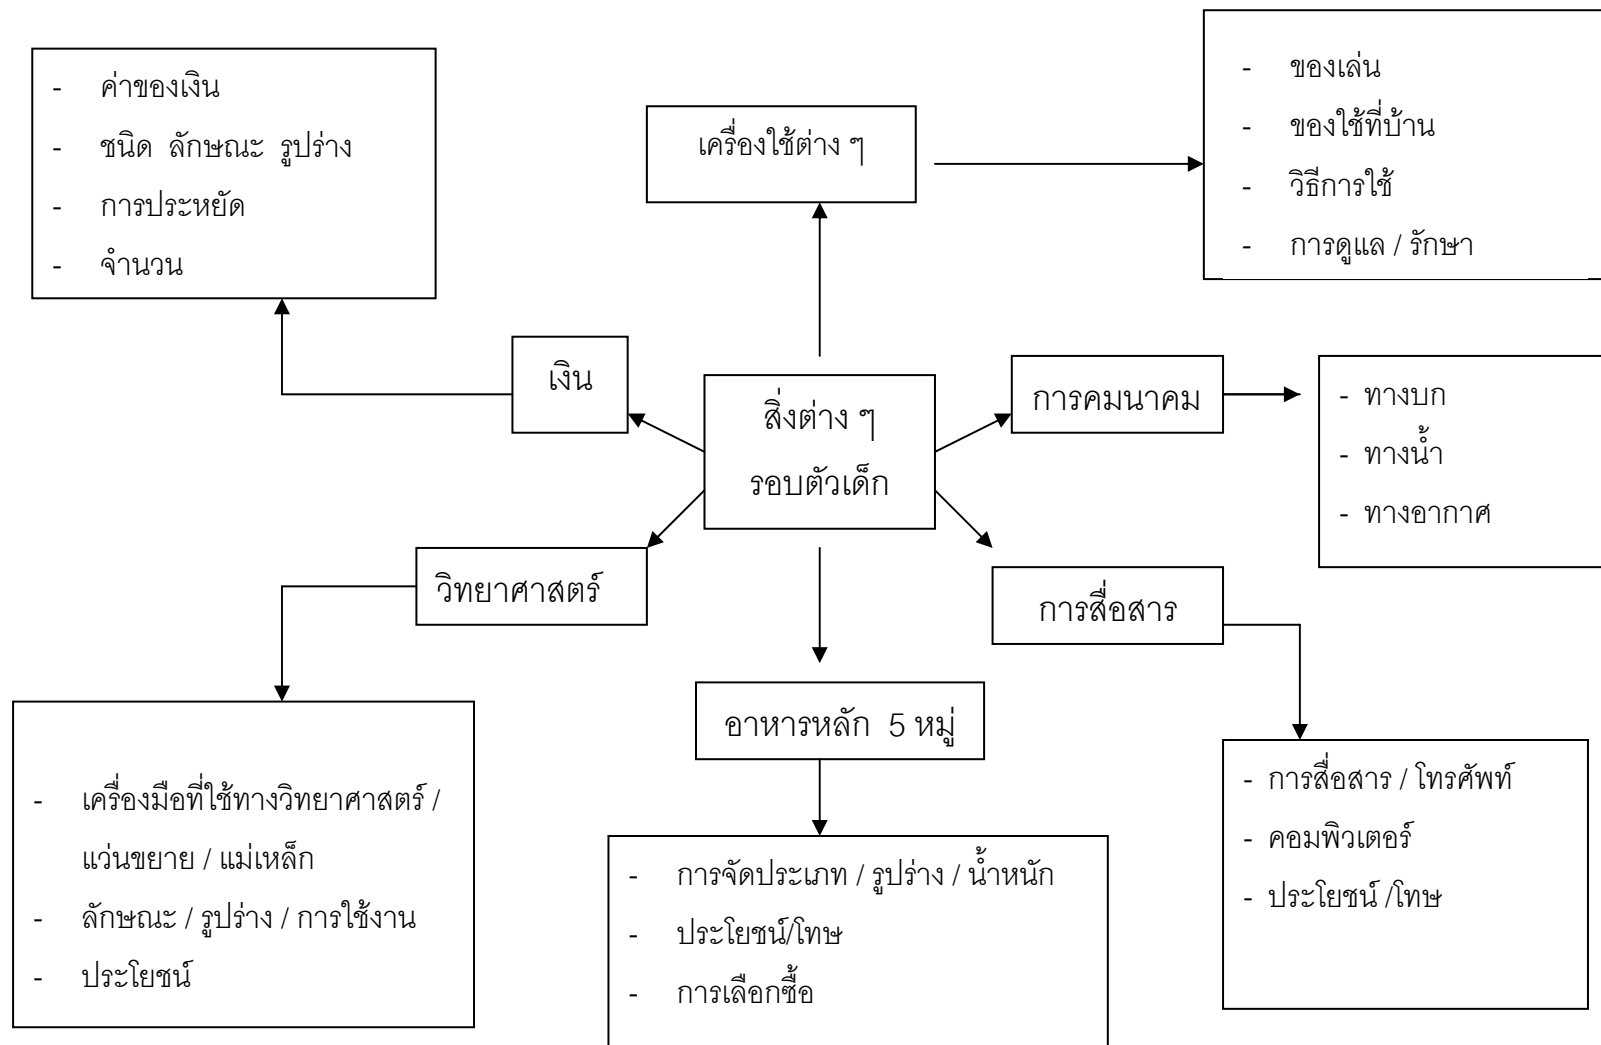 - ค่าของเงิน
- ชนิด ลักษณะ รูปร่าง
- การประหยัด
- จำนวน
เครื่องใช้ต่าง ๆ
- ของเล่น
- ของใช้ที่บ้าน
- วิธีการใช้
- การดูแล / รักษา
เงิน
สิ่งต่าง ๆ
รอบตัวเด็ก
การคมนาคม
- ทางบก
- ทางน้ำ
- ทางอากาศ
วิทยาศาสตร์
การสื่อสาร
อาหารหลัก 5 หมู่
- เครื่องมือที่ใช้ทางวิทยาศาสตร์ /
แว่นขยาย / แม่เหล็ก
- ลักษณะ / รูปร่าง / การใช้งาน
- ประโยชน์
- การจัดประเภท / รูปร่าง / น้ำหนัก
- ประโยชน์/โทษ
- การเลือกซื้อ
- การสื่อสาร / โทรศัพท์
- คอมพิวเตอร์
- ประโยชน์ /โทษ